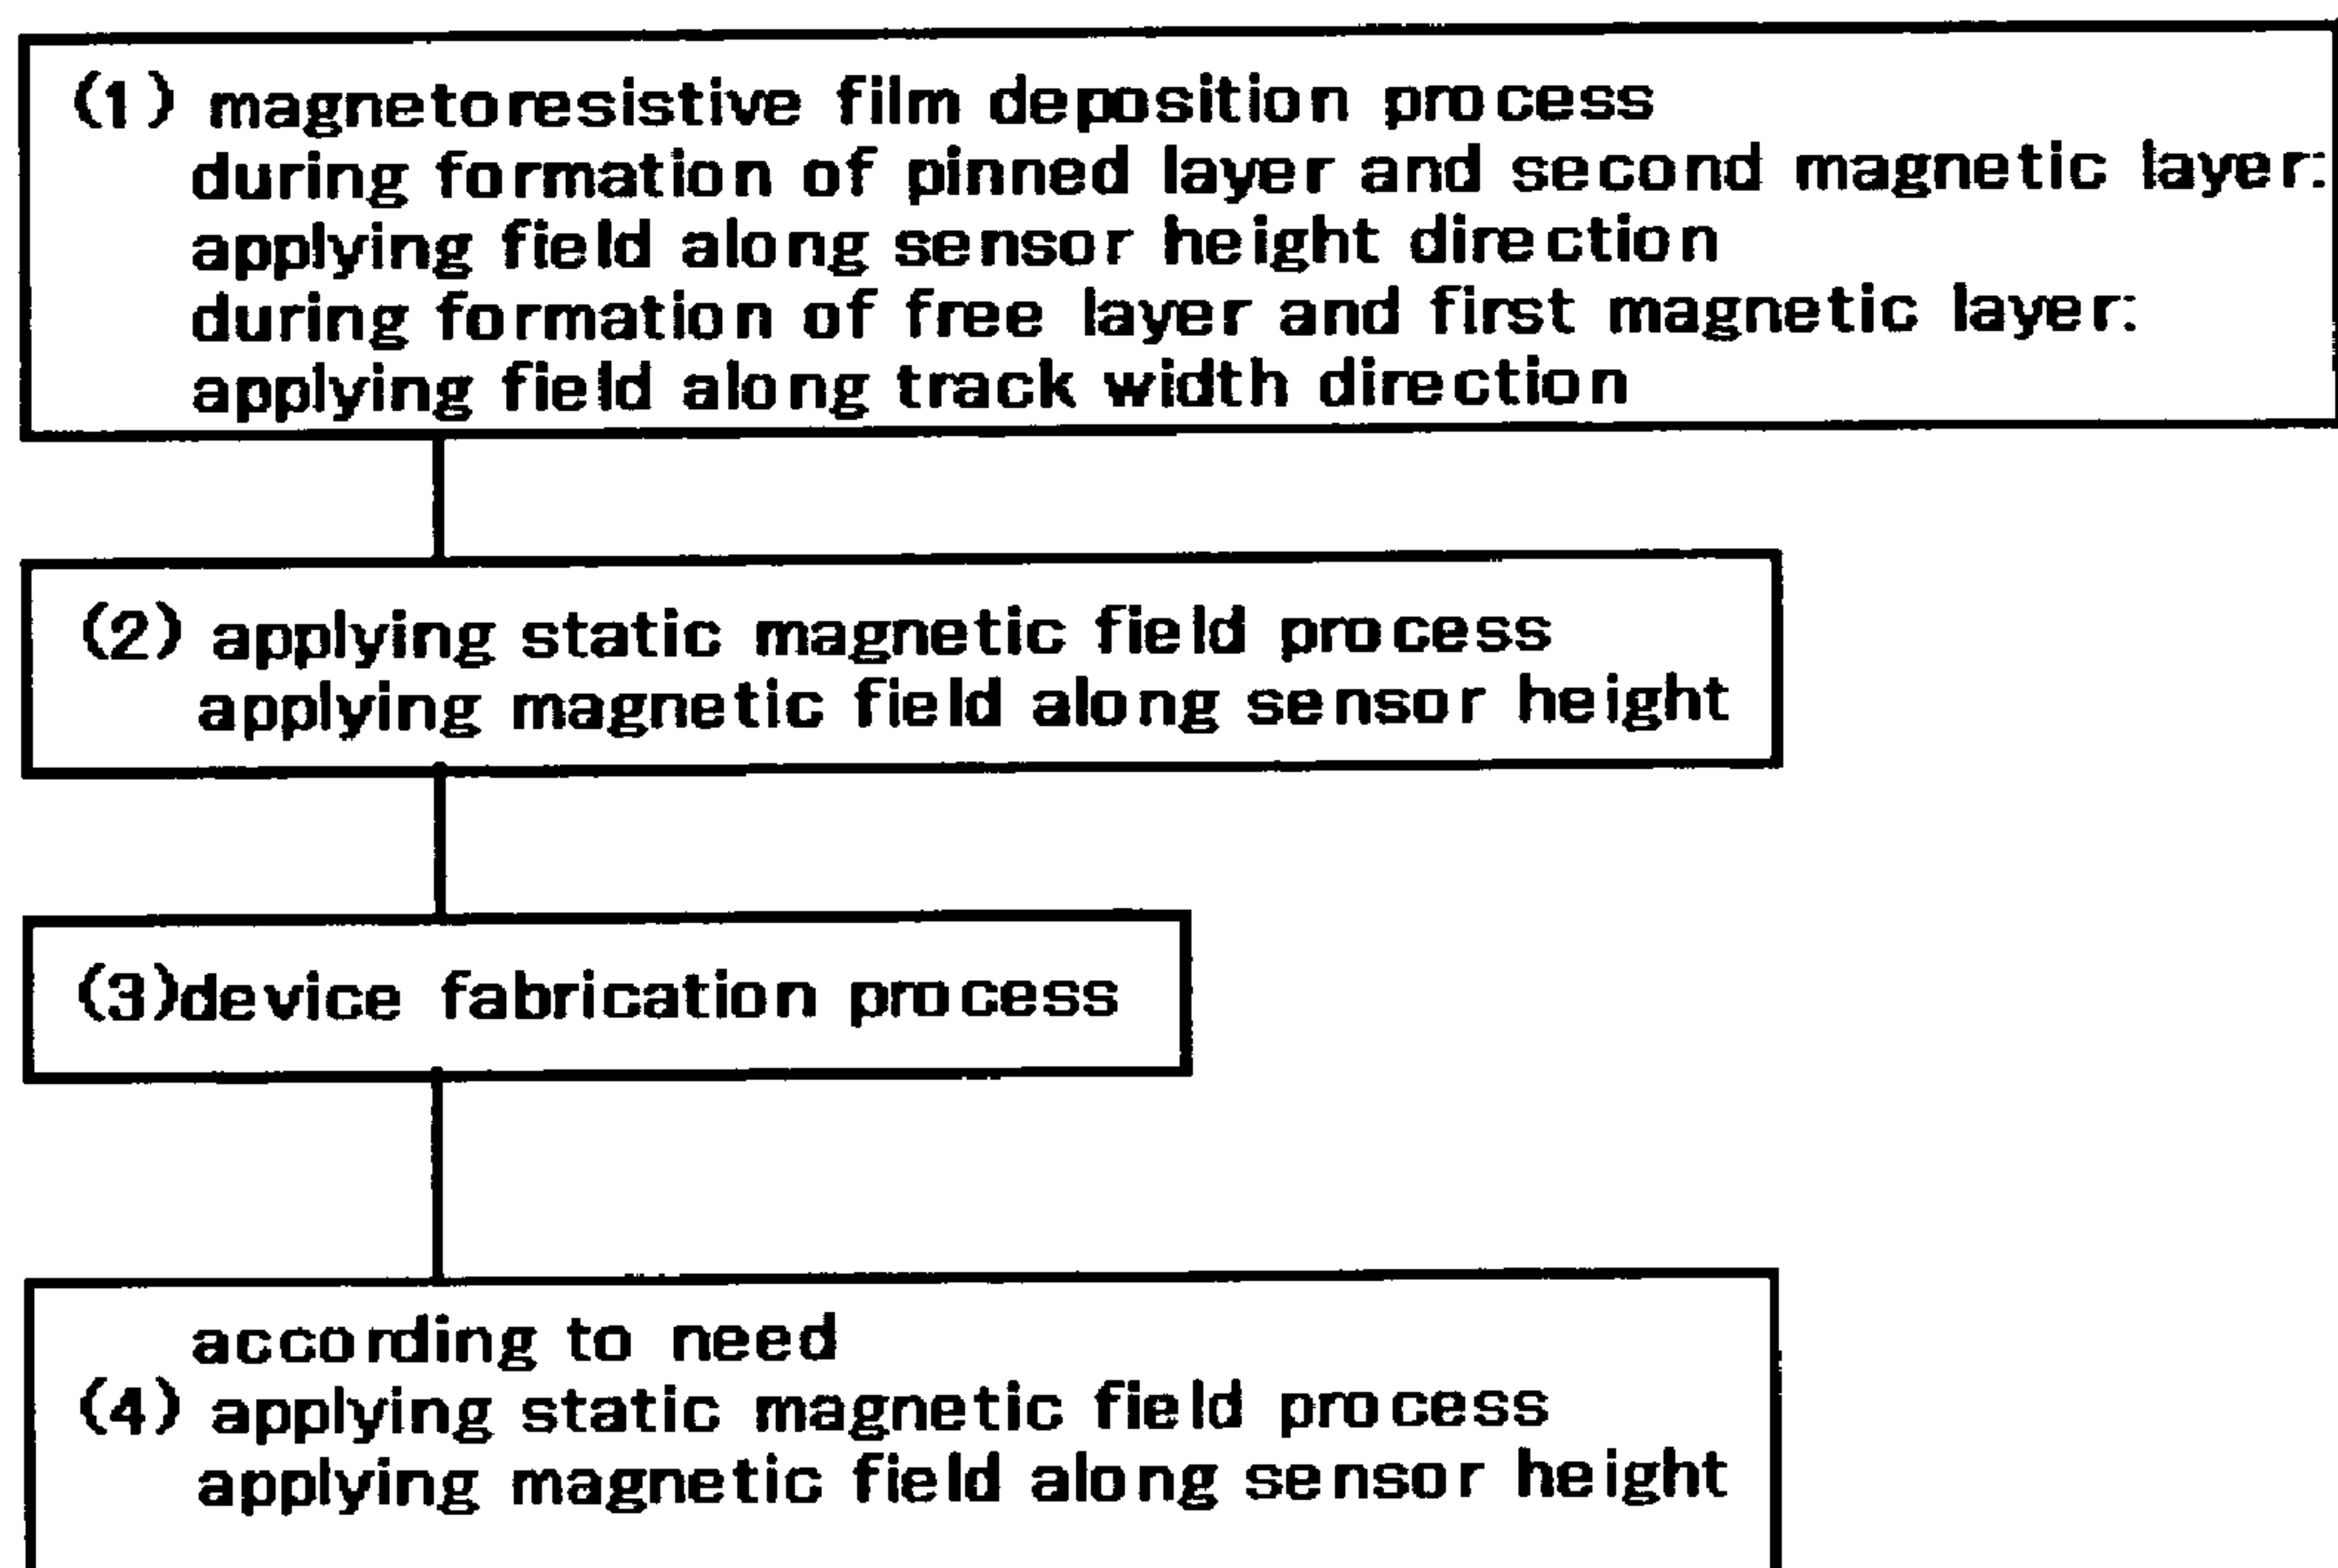 (1) magnetoresistive film deposition process
during formation of pinned layer and second magnetic layer:
applying field along sensor height direction
during formation of free layer and first magnetic layer:
applying field along track width direction
(2) applying static magnetic field process
applying magnetic field along sensor height
(3)device fabrication process
according to need
(4) applying static magnetic field process
applying magnetic field along sensor height